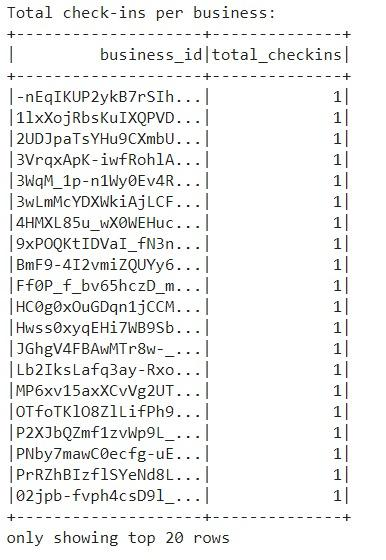 Total check-ins per business:
+--------------------+--------------+
|         business_id|total_checkins|
+--------------------+--------------+
|-nEqIKUP2ykB7rSIh...|             1|
|1lxXojRbsKuIXQPVD...|             1|
|2UDJpaTsYHu9CXmbU...|             1|
|3VrqxApK-iwfRohlA...|             1|
|3WqM_1p-n1Wy0Ev4R...|             1|
|3wLmMcYDXWkiAjLCF...|             1|
|4HMXL85u_wX0WEHuc...|             1|
|9xPOQKtIDVaI_fN3n...|             1|
|BmF9-4I2vmiZQUYy6...|             1|
|Ff0P_f_bv65hczD_m...|             1|
|HC0g0xOuGDqn1jCCM...|             1|
|Hwss0xyqEHi7WB9Sb...|             1|
|JGhgV4FBAwMTr8w-_...|             1|
|Lb2IksLafq3ay-Rxo...|             1|
|MP6xv15axXCvVg2UT...|             1|
|OTfoTKlO8ZlLifPh9...|             1|
|P2XJbQZmf1zvWp9L_...|             1|
|PNby7mawC0ecfg-uE...|             1|
|PrRZhBIzflSYeNd8L...|             1|
|02jpb-fvph4csD9l_...|             1|
+--------------------+--------------+
only showing top 20 rows